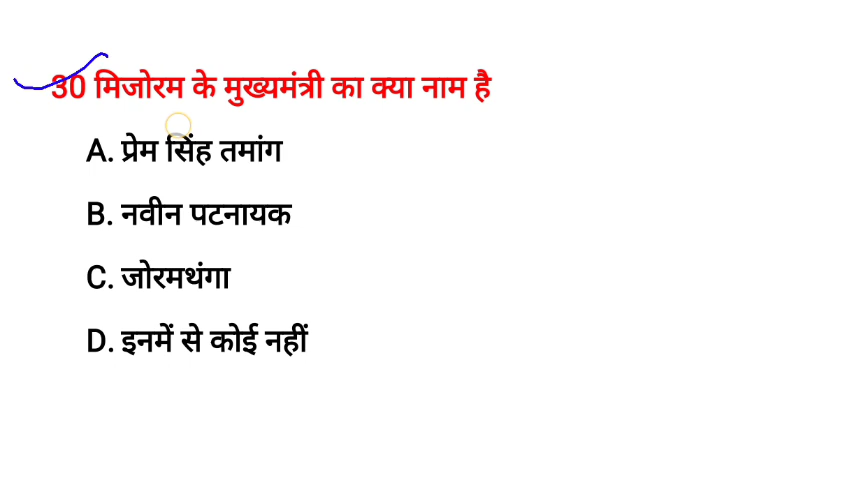 30 मिजोरम के मुख्यमंत्री का क्या नाम है
A. प्रेम सिंह तमांग
B. नवीन पटनायक
C. जोरमथंगा
D. इनमें से कोई नहीं